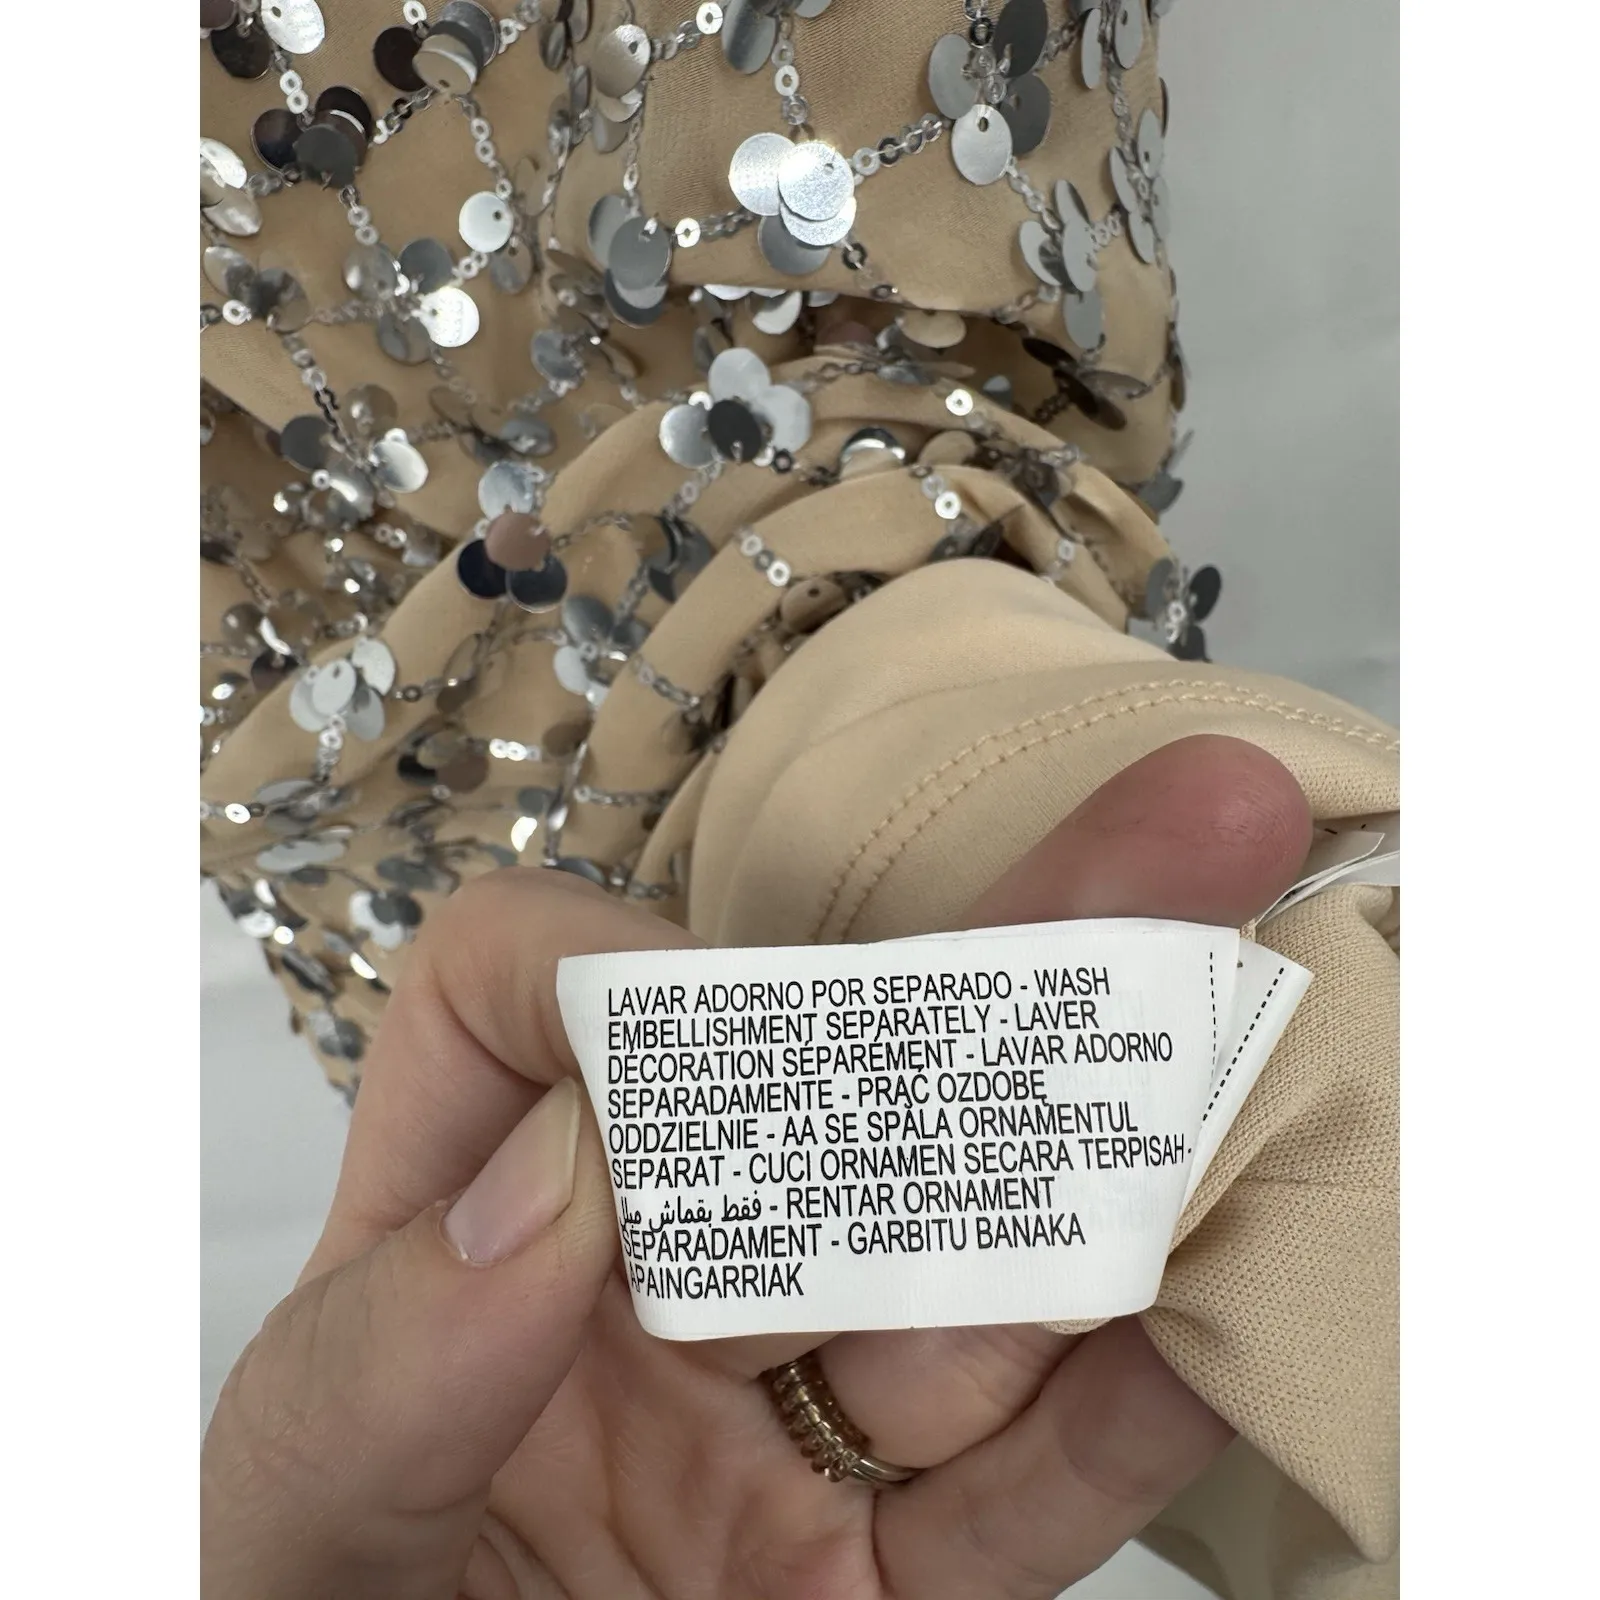 LAVAR ADORNO POR SEPARADO - WASH
EMBELLISHMENT SEPARATELY - LAVER
DÉCORATION SÉPARÉMENT - LAVAR ADORNO
SEPARADAMENTE - PRAĆ OZDOBĘ
ODDZIELNIE - AA SE SPĂLA ORNAMENTUL
SEPARAT - CUCI ORNAMEN SECARA TERPISAH -
فقط بقماش مبلل - RENTAR ORNAMENT
SEPARADAMENT - GARBITU BANAKA
APAINGARRIAK